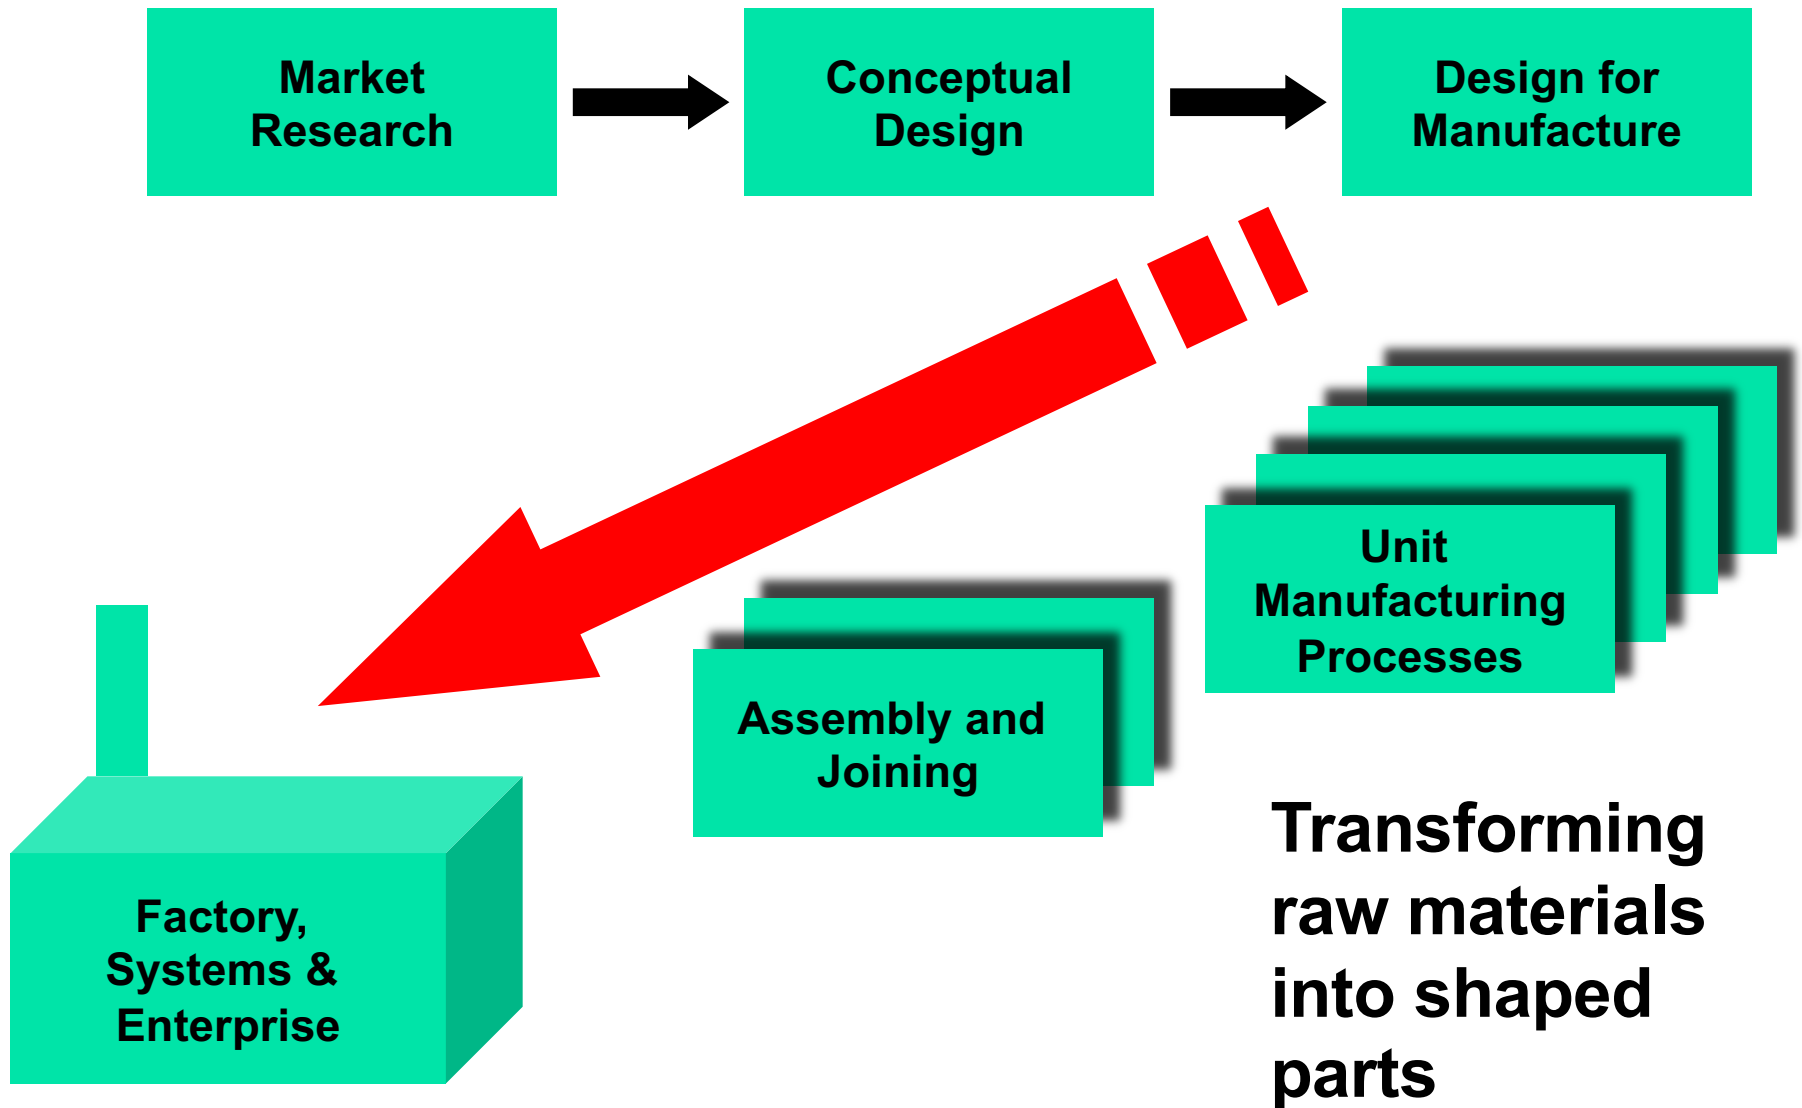 Market
Research
Conceptual
Design
Design for
Manufacture
Unit
Manufacturing
Processes
Assembly and
Joining
Transforming
raw materials
into shaped
parts
Factory,
Systems &
Enterprise